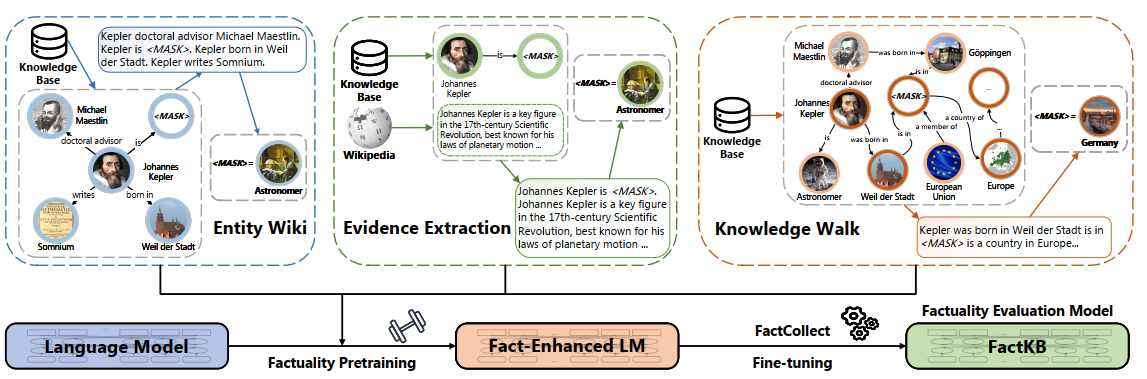 Kepler doctoral advisor Michael Maestlin.
Kepler is <MASK>. Kepler born in Weil
der Stadt. Kepler writes Somnium.
Knowledge
Base
Michael
Maestlin
<MASK>
doctoral advisor
is
Johannes
Kepler
writes
born in
Somnium
Weil der Stadt
<MASK>=
Astronomer
Entity Wiki
Knowledge
Base
Wikipedia
Johannes
Kepler
is
<MASK>
Johannes Kepler is a key figure
in the 17th-century Scientific
Revolution, best known for his
laws of planetary motion ...
<MASK>=
Astronomer
Johannes Kepler is <MASK>.
Johannes Kepler is a key figure
in the 17th-century Scientific
Revolution, best known for his
laws of planetary motion ...
Evidence Extraction
Knowledge
Base
Michael
Maestlin
was born in
Göppingen
doctoral advisor
is in
Johannes
Kepler
<MASK>
...
is
was born in
is in
a member of
a country of
...
Astronomer
Weil der Stadt
European
Union
Europe
<MASK>=
Germany
Kepler was born in Weil der Stadt is in
<MASK> is a country in Europe...
Knowledge Walk
Language Model
Factuality Pretraining
Fact-Enhanced LM
FactCollect
Fine-tuning
Factuality Evaluation Model
FactKB